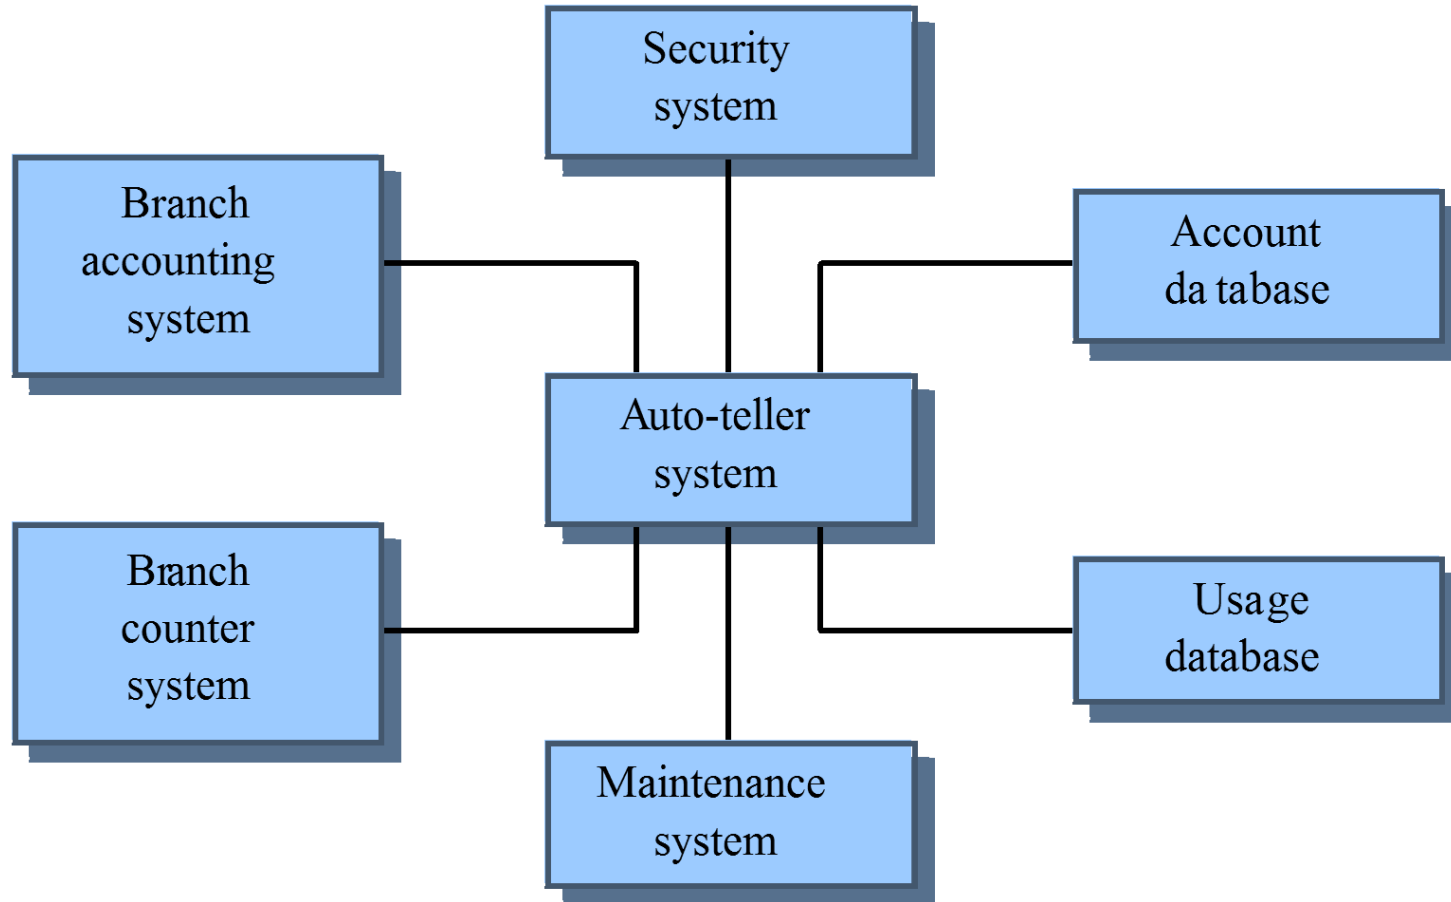 Security
system
Branch
accounting
system
Account
da tabase
Auto-teller
system
Branch
counter
system
Usage
database
Maintenance
system